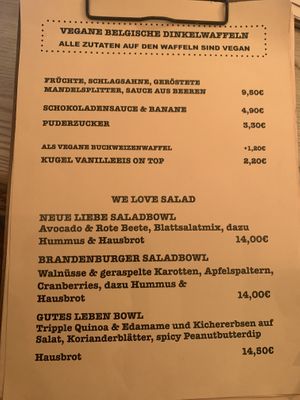 VEGANE BELGISCHE DINKELWAFFELN
ALLE ZUTATEN AUF DEN WAFFELN SIND VEGAN
FRÜCHTE, SCHLAGSAHNE, GERÖSTETE
MANDELSPLITTER, SAUCE AUS BEEREN 9,50€
SCHOKOLADENSAUCE & BANANE 4,90€
PUDERZUCKER 3,30€
ALS VEGANE BUCHWEIZENWAFFEL +1,20€
KUGEL VANILLEEIS ON TOP 2,20€
WE LOVE SALAD
NEUE LIEBE SALADBOWL
Avocado & Rote Beete, Blattsalatmix, dazu
Hummus & Hausbrot 14,00€
BRANDENBURGER SALADBOWL
Walnüsse & geraspelte Karotten, Apfelspalten,
Cranberries, dazu Hummus &
Hausbrot 14,00€
GUTES LEBEN BOWL
Tripple Quinoa & Edamame und Kichererbsen auf
Salat, Korianderblätter, spicy Peanutbutterdip
Hausbrot 14,50€